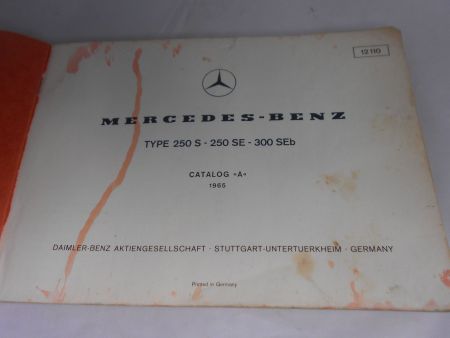 12110
MERCEDES-BENZ
TYPE 250 S - 250 SE - 300 SEb
CATALOG »A«
1965
DAIMLER-BENZ AKTIENGESELLSCHAFT · STUTTGART-UNTERTUERKHEIM · GERMANY
Printed in Germany